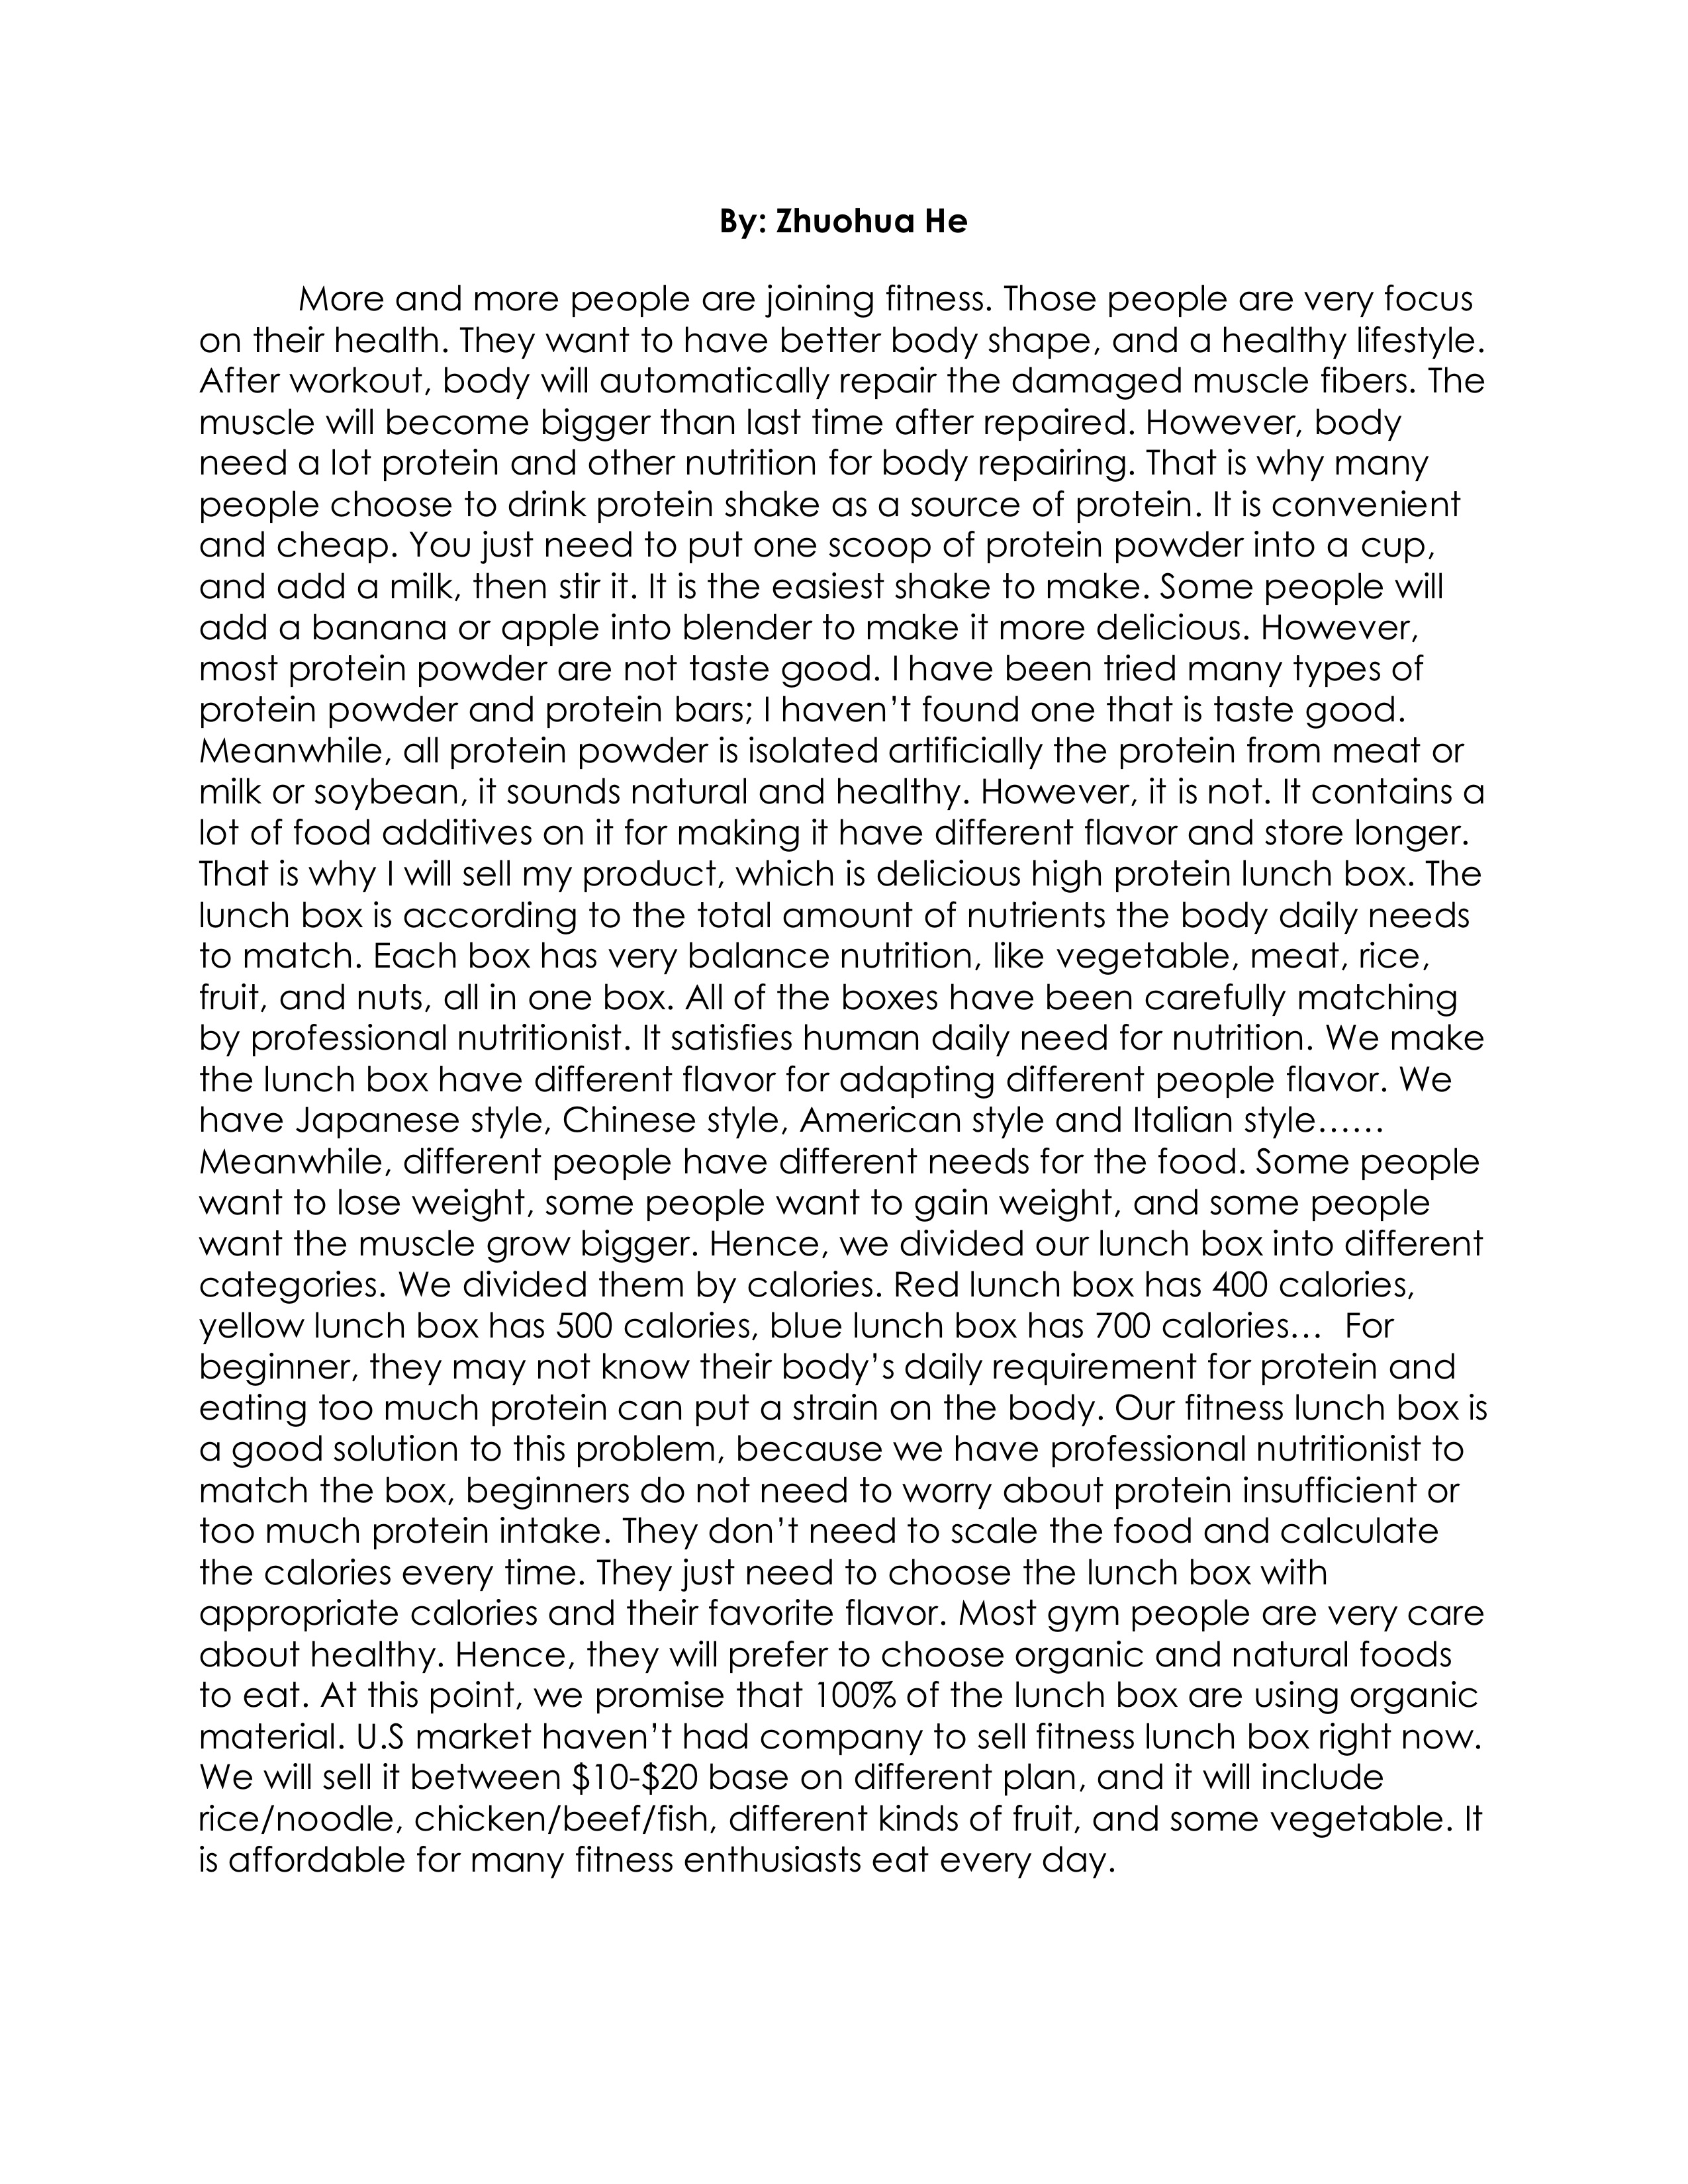 By: Zhuohua He
More and more people are joining fitness. Those people are very focus
on their health. They want to have better body shape, and a healthy lifestyle.
After workout, body will automatically repair the damaged muscle fibers. The
muscle will become bigger than last time after repaired. However, body
need a lot protein and other nutrition for body repairing. That is why many
people choose to drink protein shake as a source of protein. It is convenient
and cheap. You just need to put one scoop of protein powder into a cup,
and add a milk, then stir it. It is the easiest shake to make. Some people will
add a banana or apple into blender to make it more delicious. However,
most protein powder are not taste good. I have been tried many types of
protein powder and protein bars; I haven’t found one that is taste good.
Meanwhile, all protein powder is isolated artificially the protein from meat or
milk or soybean, it sounds natural and healthy. However, it is not. It contains a
lot of food additives on it for making it have different flavor and store longer.
That is why I will sell my product, which is delicious high protein lunch box. The
lunch box is according to the total amount of nutrients the body daily needs
to match. Each box has very balance nutrition, like vegetable, meat, rice,
fruit, and nuts, all in one box. All of the boxes have been carefully matching
by professional nutritionist. It satisfies human daily need for nutrition. We make
the lunch box have different flavor for adapting different people flavor. We
have Japanese style, Chinese style, American style and Italian style……
Meanwhile, different people have different needs for the food. Some people
want to lose weight, some people want to gain weight, and some people
want the muscle grow bigger. Hence, we divided our lunch box into different
categories. We divided them by calories. Red lunch box has 400 calories,
yellow lunch box has 500 calories, blue lunch box has 700 calories…  For
beginner, they may not know their body’s daily requirement for protein and
eating too much protein can put a strain on the body. Our fitness lunch box is
a good solution to this problem, because we have professional nutritionist to
match the box, beginners do not need to worry about protein insufficient or
too much protein intake. They don’t need to scale the food and calculate
the calories every time. They just need to choose the lunch box with
appropriate calories and their favorite flavor. Most gym people are very care
about healthy. Hence, they will prefer to choose organic and natural foods
to eat. At this point, we promise that 100% of the lunch box are using organic
material. U.S market haven’t had company to sell fitness lunch box right now.
We will sell it between $10-$20 base on different plan, and it will include
rice/noodle, chicken/beef/fish, different kinds of fruit, and some vegetable. It
is affordable for many fitness enthusiasts eat every day.